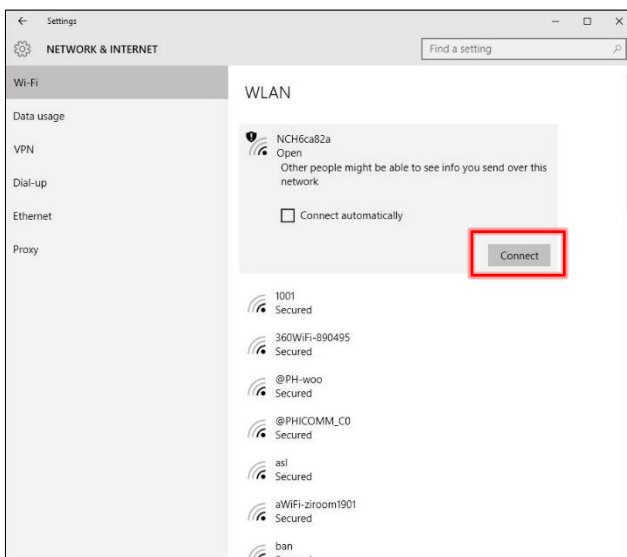 Settings
NETWORK & INTERNET
Find a setting
Wi-Fi
Data usage
VPN
Dial-up
Ethernet
Proxy
WLAN
NCH6ca82a
Open
Other people might be able to see info you send over this
network
Connect automatically
Connect
1001
Secured
360WiFi-890495
Secured
@PH-woo
Secured
@PHICOMM_C0
Secured
asl
Secured
aWiFi-ziroom1901
Secured
ban